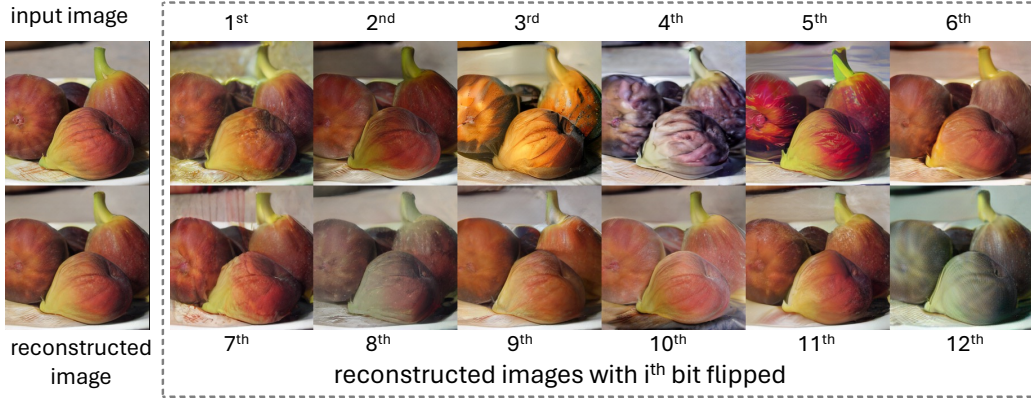 input image
1st 2nd 3rd 4th 5th 6th
reconstructed image
7th 8th 9th 10th 11th 12th
reconstructed images with ith bit flipped